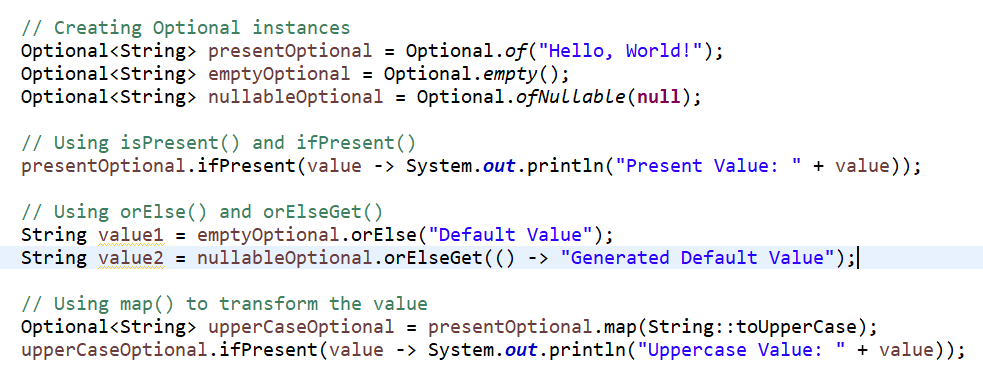 // Creating Optional instances
Optional<String> presentOptional = Optional.of("Hello, World!");
Optional<String> emptyOptional = Optional.empty();
Optional<String> nullableOptional = Optional.ofNullable(null);
// Using isPresent() and ifPresent()
presentOptional.ifPresent(value -> System.out.println("Present Value: " + value));
// Using orElse() and orElseGet()
String value1 = emptyOptional.orElse("Default Value");
String value2 = nullableOptional.orElseGet(() -> "Generated Default Value");
// Using map() to transform the value
Optional<String> upperCaseOptional = presentOptional.map(String::toUpperCase);
upperCaseOptional.ifPresent(value -> System.out.println("Uppercase Value: " + value));